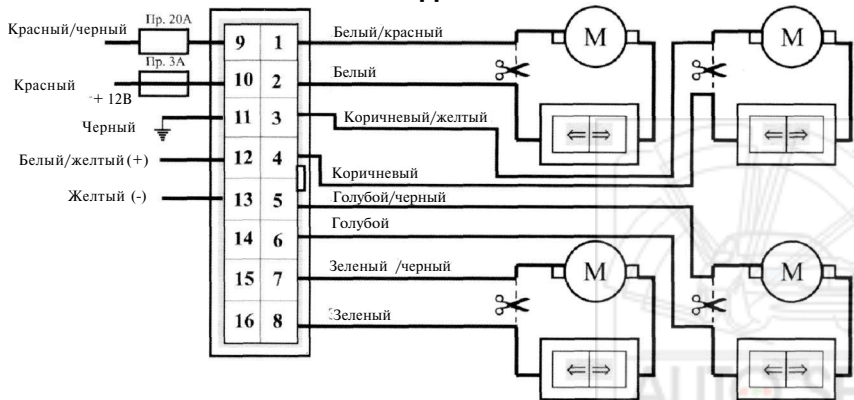 Пр. 20А
Красный/черный
9 1
Белый/красный
М
М
Пр. 3А
10 2
Белый
Красный
+ 12В
11 3
Коричневый/желтый
⇐ ⇒
⇐ ⇒
Черный
Белый/желтый (+)
12 4
Коричневый
Желтый (-)
13 5
Голубой/черный
14 6
Голубой
М
М
15 7
Зеленый /черный
16 8
Зеленый
⇐ ⇒
⇐ ⇒